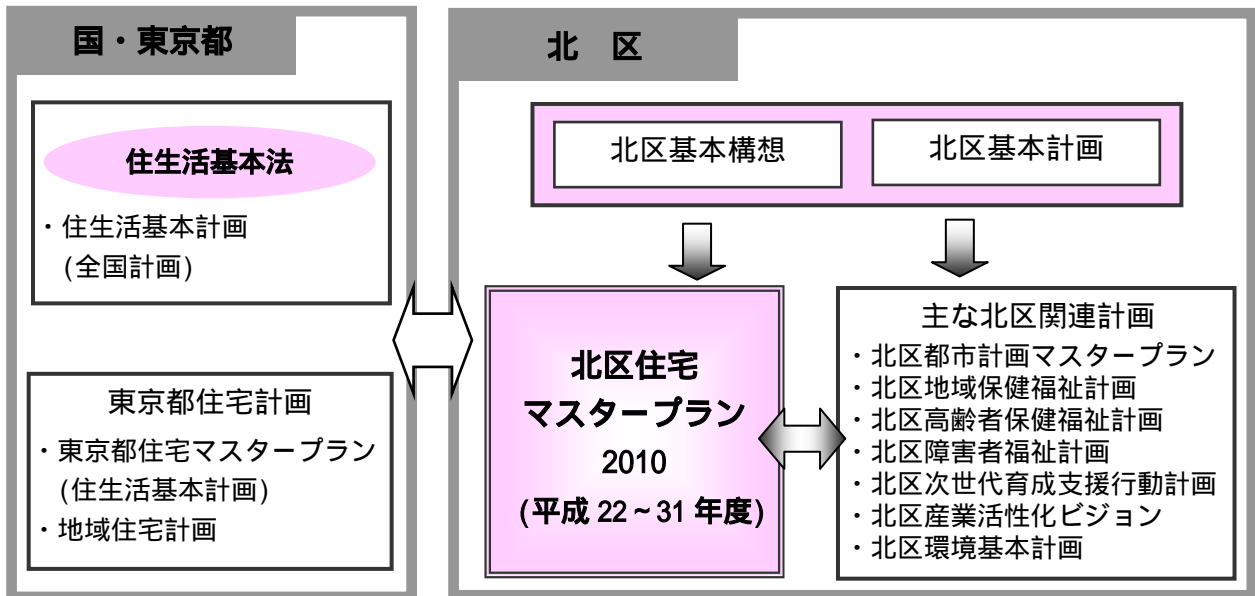 国・東京都
住生活基本法
・住生活基本計画
(全国計画)
東京都住宅計画
・東京都住宅マスタープラン
(住生活基本計画)
・地域住宅計画
北 区
北区基本構想
北区基本計画
北区住宅
マスタープラン
2010
(平成 22~31 年度)
主な北区関連計画
・北区都市計画マスタープラン
・北区地域保健福祉計画
・北区高齢者保健福祉計画
・北区障害者福祉計画
・北区次世代育成支援行動計画
・北区産業活性化ビジョン
・北区環境基本計画